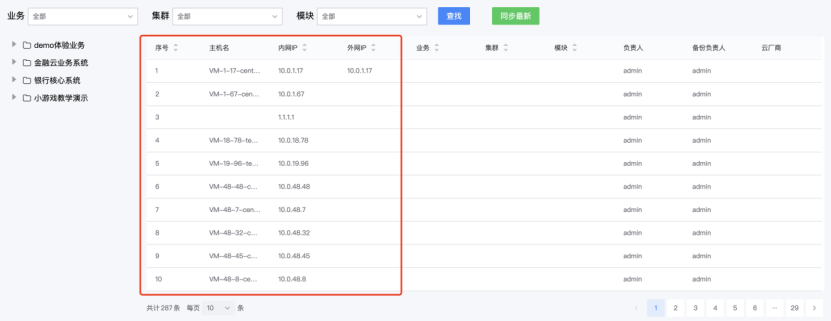 业务 全部 集群 全部 模块 全部 查找 同步最新
demo体验业务
金融云业务系统
银行核心系统
小游戏教学演示
序号 主机名 内网IP 外网IP 业务 集群 模块 负责人 备份负责人 云厂商
1 VM-1-17-cent... 10.0.1.17 10.0.1.17 admin admin
2 VM-1-67-cen... 10.0.1.67 admin admin
3 1.1.1.1 admin admin
4 VM-18-78-te... 10.0.18.78 admin admin
5 VM-19-96-te... 10.0.19.96 admin admin
6 VM-48-48-c... 10.0.48.48 admin admin
7 VM-48-7-cen... 10.0.48.7 admin admin
8 VM-48-32-c... 10.0.48.32 admin admin
9 VM-48-45-c... 10.0.48.45 admin admin
10 VM-48-8-ce... 10.0.48.8 admin admin
共计287条 每页 10 条 1 2 3 4 5 6 ... 29